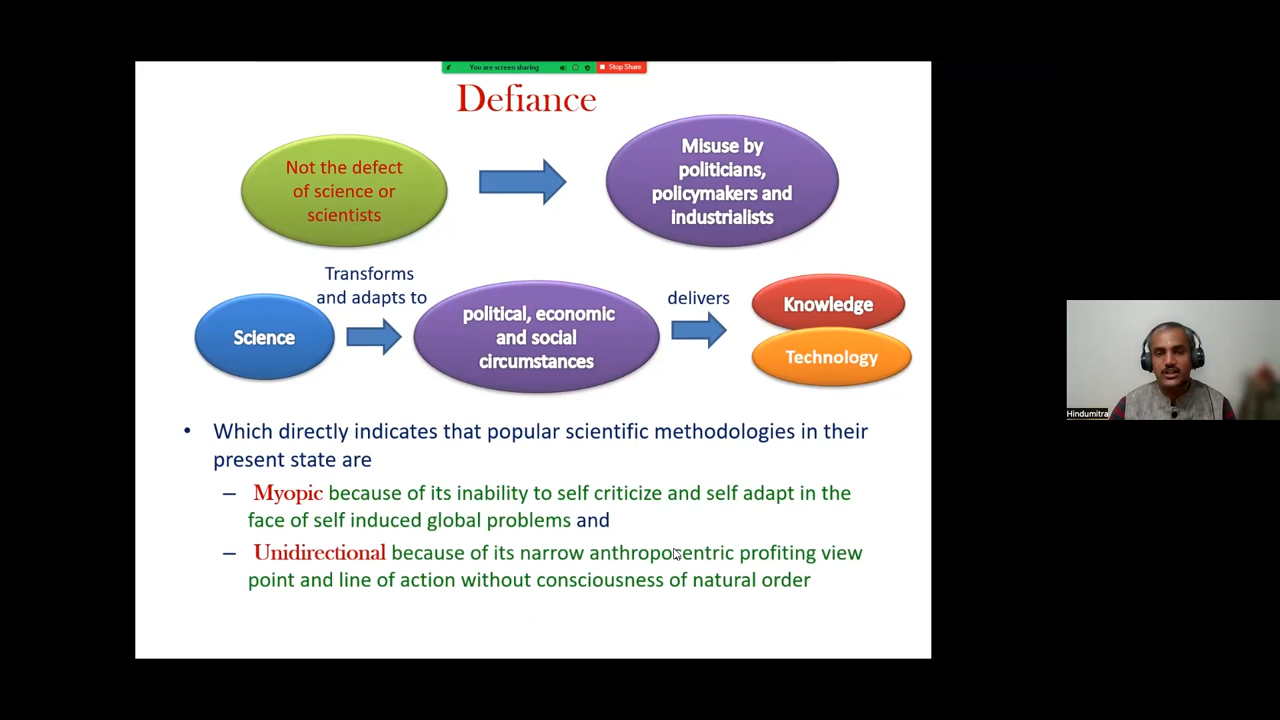 You are screen sharing
Stop Share
Defiance
Not the defect
of science or
scientists
Misuse by
politicians,
policymakers and
industrialists
Transforms
and adapts to
Science
political, economic
and social
circumstances
delivers
Knowledge
Technology
• Which directly indicates that popular scientific methodologies in their
present state are
– Myopic because of its inability to self criticize and self adapt in the
face of self induced global problems and
– Unidirectional because of its narrow anthropocentric profiting view
point and line of action without consciousness of natural order
Hindumitra